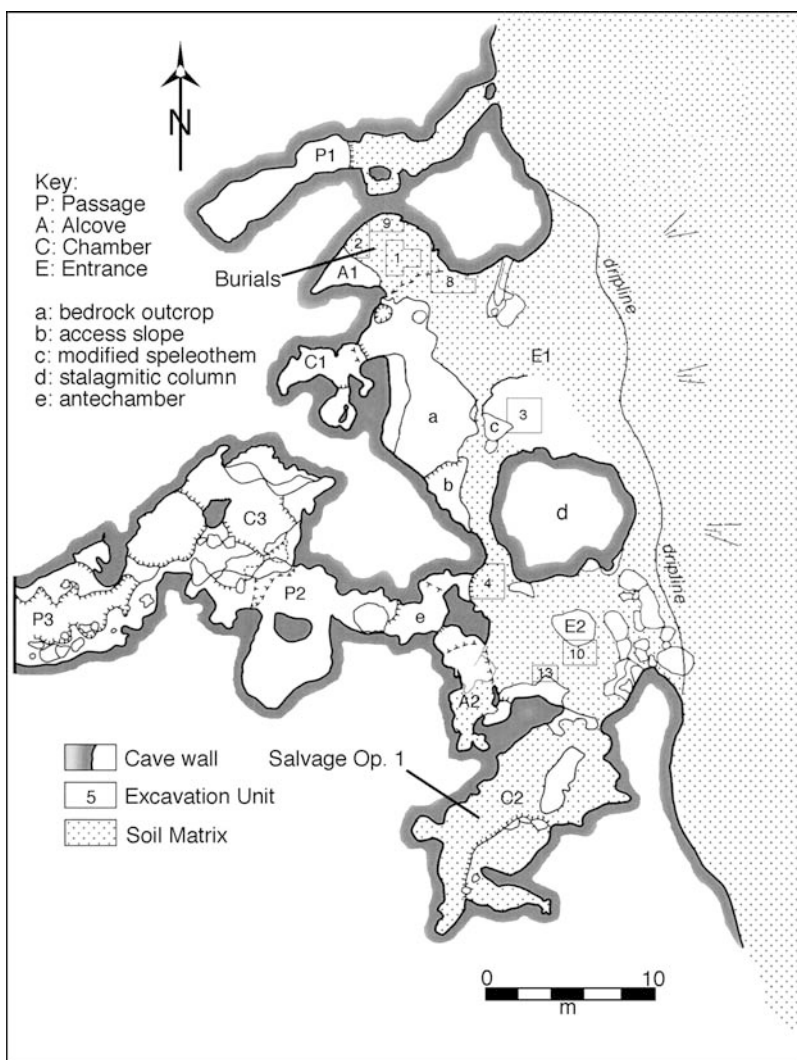 N
Key:
P: Passage
A: Alcove
C: Chamber
E: Entrance
a: bedrock outcrop
b: access slope
c: modified speleothem
d: stalagmitic column
e: antechamber
P1
9
2
1
Burials
A1
8
dripline
E1
C1
a
3
c
b
d
C3
dripline
4
P2
P3
e
E2
10
13
A2
Salvage Op. 1
C2
Cave wall
5 Excavation Unit
Soil Matrix
0 10
m